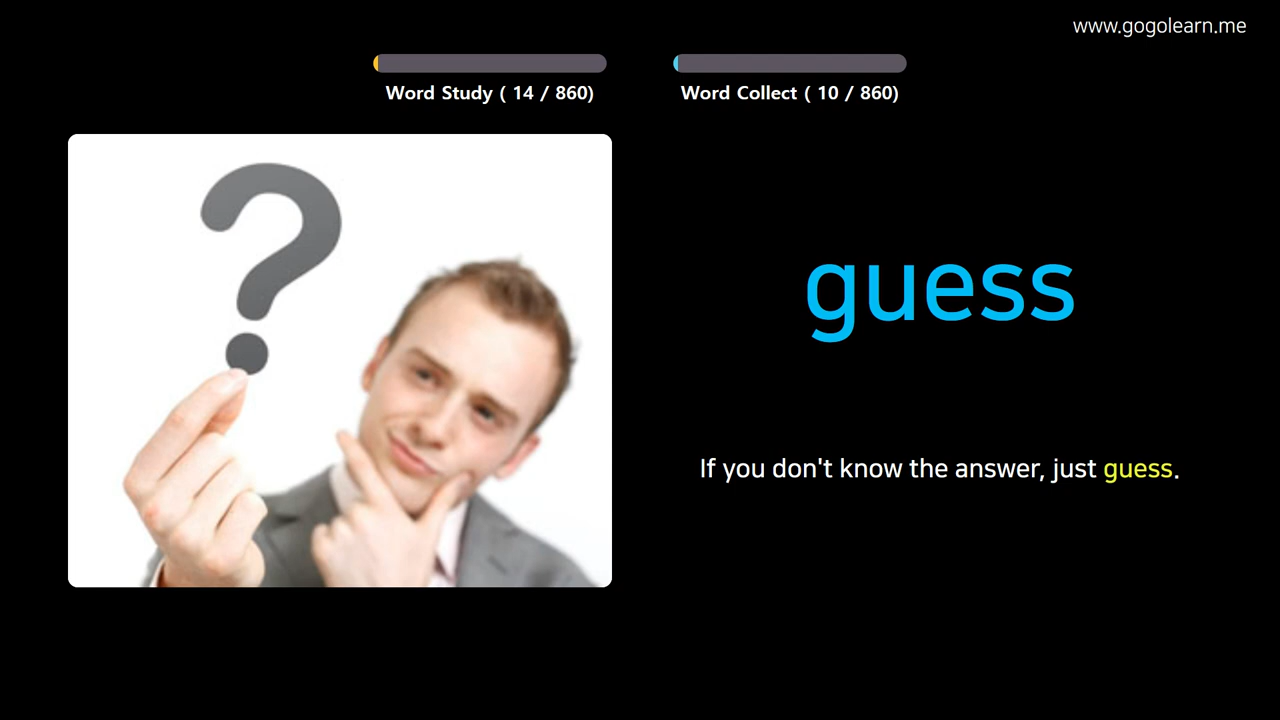 www.gogolearn.me
Word Study ( 14 / 860)
Word Collect ( 10 / 860)
?
guess
If you don't know the answer, just guess.